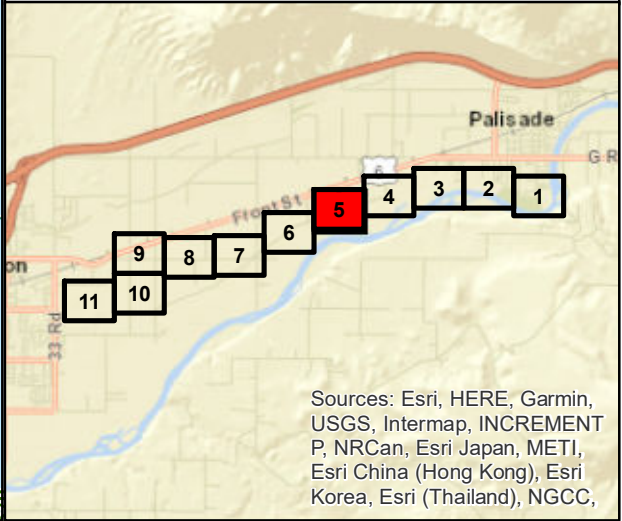 Palisade
G R
6
Front St
1
2
3
4
5
6
7
8
9
10
11
on
33 Rd
Sources: Esri, HERE, Garmin,
USGS, Intermap, INCREMENT
P, NRCan, Esri Japan, METI,
Esri China (Hong Kong), Esri
Korea, Esri (Thailand), NGCC,